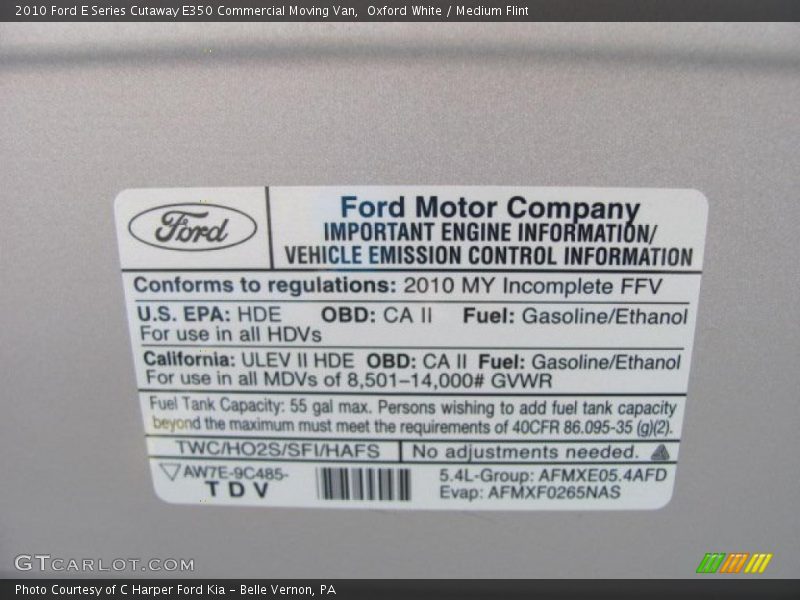 2010 Ford E Series Cutaway E350 Commercial Moving Van,  Oxford White / Medium Flint
Ford
Ford Motor Company
IMPORTANT ENGINE INFORMATION/
VEHICLE EMISSION CONTROL INFORMATION
Conforms to regulations: 2010 MY Incomplete FFV
U.S. EPA: HDE OBD: CA II Fuel: Gasoline/Ethanol
For use in all HDVs
California: ULEV II HDE OBD: CA II Fuel: Gasoline/Ethanol
For use in all MDVs of 8,501–14,000# GVWR
Fuel Tank Capacity: 55 gal max. Persons wishing to add fuel tank capacity
beyond the maximum must meet the requirements of 40CFR 86.095-35 (g)(2).
TWC/HO2S/SFI/HAFS No adjustments needed.
AW7E-9C485-
TDV
5.4L-Group: AFMXE05.4AFD
Evap: AFMXF0265NAS
GTCARLOT.COM
Photo Courtesy of C Harper Ford Kia – Belle Vernon, PA